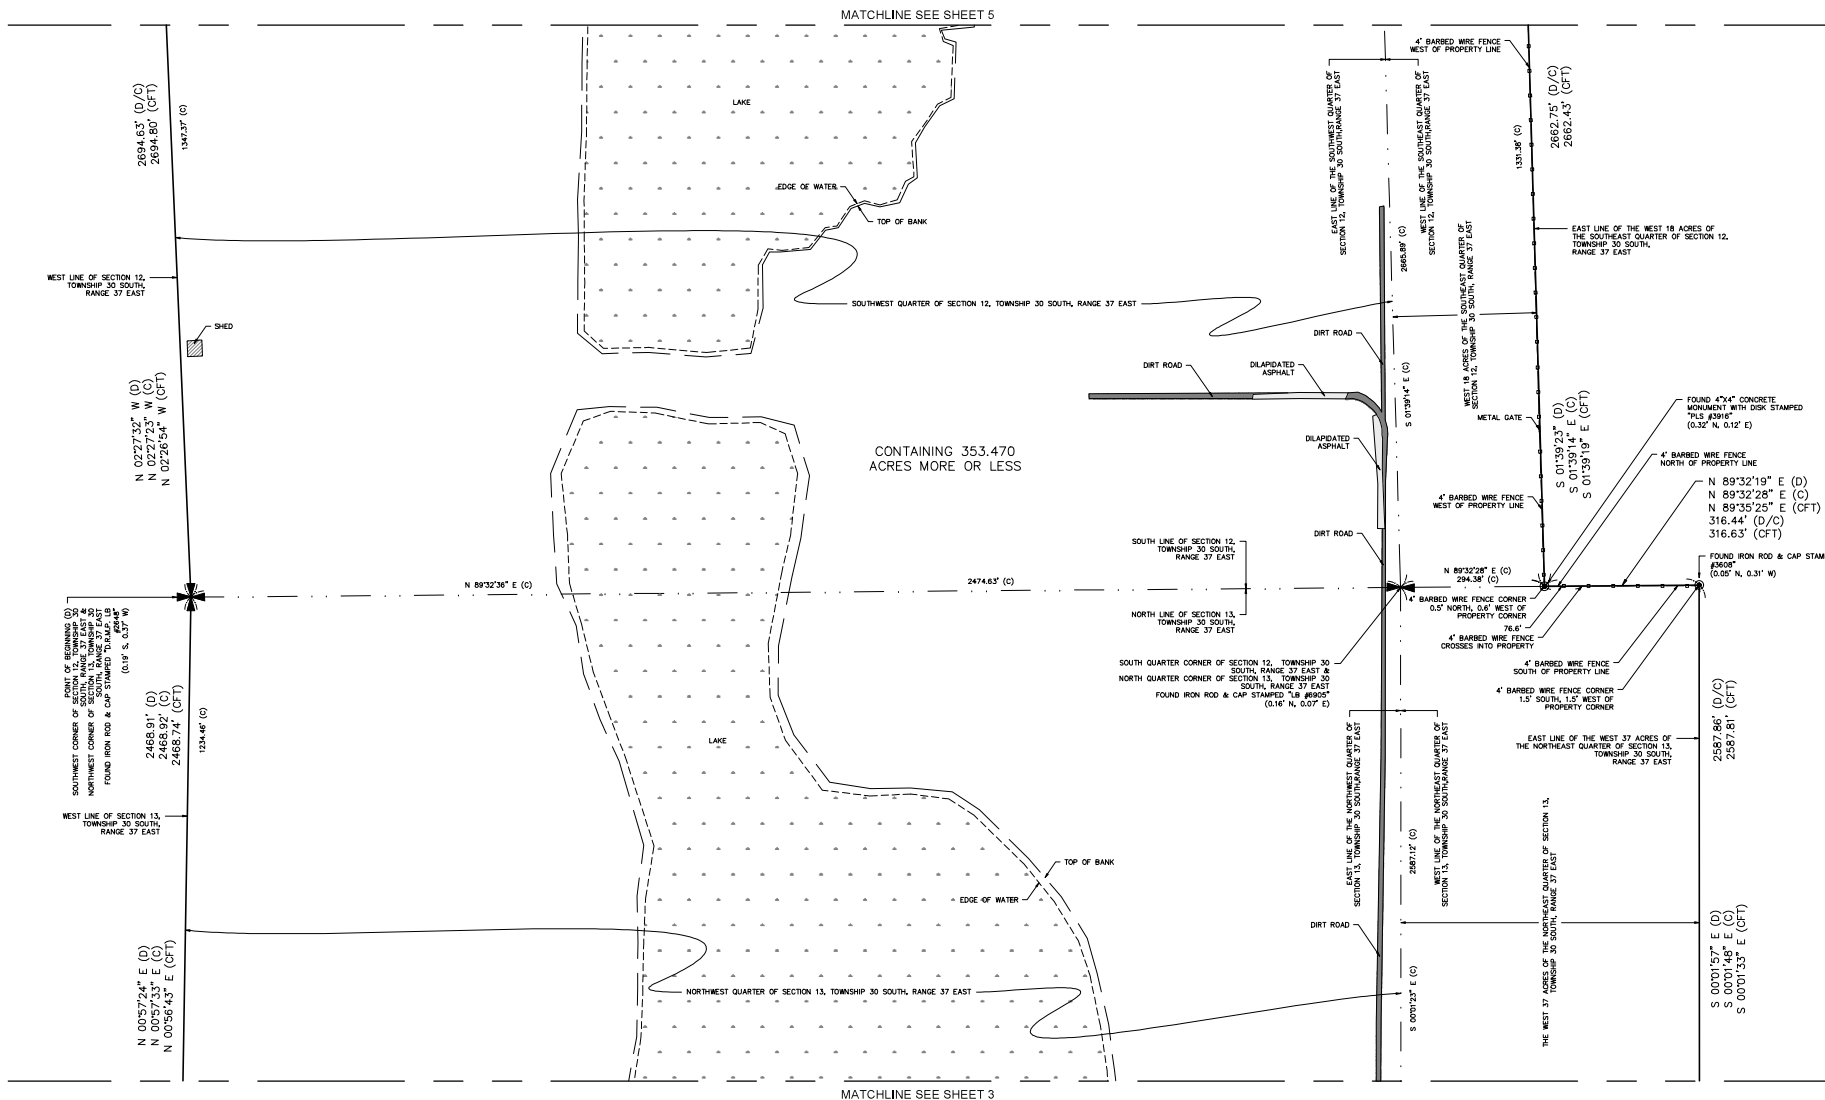 MATCHLINE SEE SHEET 5
2694.63' (D/C)
2694.80' (CFT)
1347.37' (C)
LAKE
EDGE OF WATER
TOP OF BANK
WEST LINE OF SECTION 12,
TOWNSHIP 30 SOUTH,
RANGE 37 EAST
SHED
N 02°27'32" W (D)
N 02°27'23" W (C)
N 02°26'54" W (CFT)
SOUTHWEST QUARTER OF SECTION 12, TOWNSHIP 30 SOUTH, RANGE 37 EAST
EAST LINE OF THE SOUTHWEST QUARTER OF
SECTION 12, TOWNSHIP 30 SOUTH,RANGE 37 EAST
WEST LINE OF THE SOUTHEAST QUARTER OF
SECTION 12, TOWNSHIP 30 SOUTH,RANGE 37 EAST
2665.89' (C)
S 01°39'14" E (C)
4' BARBED WIRE FENCE
WEST OF PROPERTY LINE
1331.38' (C)
2662.75' (D/C)
2662.43' (CFT)
EAST LINE OF THE WEST 18 ACRES OF
THE SOUTHEAST QUARTER OF SECTION 12,
TOWNSHIP 30 SOUTH,
RANGE 37 EAST
WEST 18 ACRES OF THE SOUTHEAST QUARTER OF
SECTION 12, TOWNSHIP 30 SOUTH, RANGE 37 EAST
DIRT ROAD
DIRT ROAD
DILAPIDATED
ASPHALT
DILAPIDATED
ASPHALT
METAL GATE
S 01°39'23" (D)
S 01°39'14" E (C)
S 01°39'19" E (CFT)
FOUND 4"X4" CONCRETE
MONUMENT WITH DISK STAMPED
"PLS #3916"
(0.32' N, 0.12' E)
4' BARBED WIRE FENCE
NORTH OF PROPERTY LINE
N 89°32'19" E (D)
N 89°32'28" E (C)
N 89°35'25" E (CFT)
316.44' (D/C)
316.63' (CFT)
4' BARBED WIRE FENCE
WEST OF PROPERTY LINE
CONTAINING 353.470
ACRES MORE OR LESS
DIRT ROAD
SOUTH LINE OF SECTION 12,
TOWNSHIP 30 SOUTH,
RANGE 37 EAST
FOUND IRON ROD & CAP STAM
#3608"
(0.05' N, 0.31' W)
N 89°32'36" E (C)
2474.63' (C)
N 89°32'28" E (C)
294.38' (C)
NORTH LINE OF SECTION 13,
TOWNSHIP 30 SOUTH,
RANGE 37 EAST
4' BARBED WIRE FENCE CORNER
0.5' NORTH, 0.6' WEST OF
PROPERTY CORNER
76.6'
4' BARBED WIRE FENCE
CROSSES INTO PROPERTY
4' BARBED WIRE FENCE
SOUTH OF PROPERTY LINE
4' BARBED WIRE FENCE CORNER
1.5' SOUTH, 1.5' WEST OF
PROPERTY CORNER
POINT OF BEGINNING (D)
SOUTHWEST CORNER OF SECTION 12, TOWNSHIP 30
SOUTH, RANGE 37 EAST &
NORTHWEST CORNER OF SECTION 13, TOWNSHIP 30
SOUTH, RANGE 37 EAST
FOUND IRON ROD & CAP STAMPED "D.R.M.P. LB
#2648"
(0.19' S, 0.37' W)
2468.91' (D)
2468.92' (C)
2468.74' (CFT)
1234.46' (C)
SOUTH QUARTER CORNER OF SECTION 12, TOWNSHIP 30
SOUTH, RANGE 37 EAST &
NORTH QUARTER CORNER OF SECTION 13, TOWNSHIP 30
SOUTH, RANGE 37 EAST
FOUND IRON ROD & CAP STAMPED "LB #6905"
(0.16' N, 0.07' E)
LAKE
EAST LINE OF THE NORTHWEST QUARTER OF
SECTION 13, TOWNSHIP 30 SOUTH,RANGE 37 EAST
WEST LINE OF THE NORTHEAST QUARTER OF
SECTION 13, TOWNSHIP 30 SOUTH,RANGE 37 EAST
2587.12' (C)
EAST LINE OF THE WEST 37 ACRES OF
THE NORTHEAST QUARTER OF SECTION 13,
TOWNSHIP 30 SOUTH,
RANGE 37 EAST
2587.86' (D/C)
2587.81' (CFT)
WEST LINE OF SECTION 13,
TOWNSHIP 30 SOUTH,
RANGE 37 EAST
TOP OF BANK
EDGE OF WATER
DIRT ROAD
THE WEST 37 ACRES OF THE NORTHEAST QUARTER OF SECTION 13,
TOWNSHIP 30 SOUTH, RANGE 37 EAST
N 00°57'24" E (D)
N 00°57'33" E (C)
N 00°56'43" E (CFT)
NORTHWEST QUARTER OF SECTION 13, TOWNSHIP 30 SOUTH, RANGE 37 EAST
S 00°01'23" E (C)
S 00°01'57" E (D)
S 00°01'48" E (C)
S 00°01'33" E (CFT)
MATCHLINE SEE SHEET 3